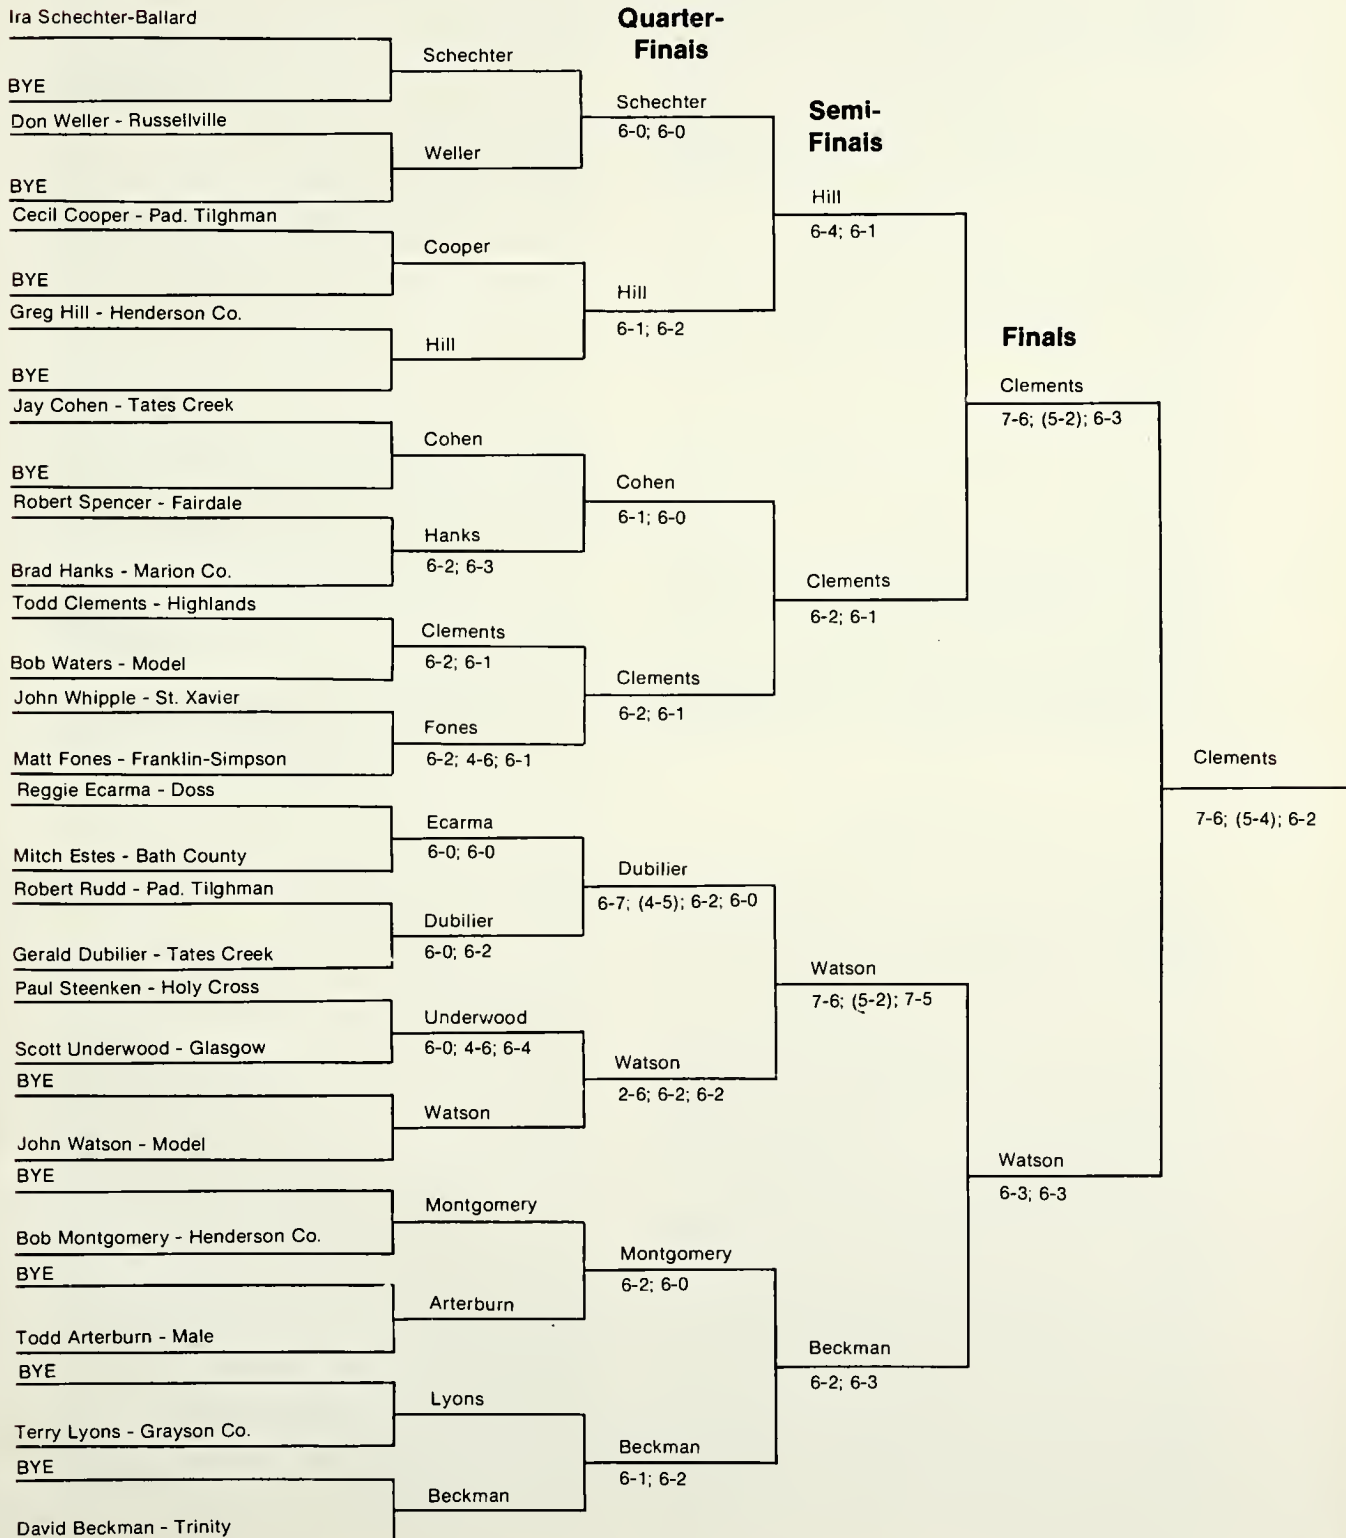 Ira Schechter-Ballard
BYE
Don Weller - Russellville
BYE
Cecil Cooper - Pad. Tilghman
BYE
Greg Hill - Henderson Co.
BYE
Jay Cohen - Tates Creek
BYE
Robert Spencer - Fairdale
Brad Hanks - Marion Co.
Todd Clements - Highlands
Bob Waters - Model
John Whipple - St. Xavier
Matt Fones - Franklin-Simpson
Reggie Ecarma - Doss
Mitch Estes - Bath County
Robert Rudd - Pad. Tilghman
Gerald Dubilier - Tates Creek
Paul Steenken - Holy Cross
Scott Underwood - Glasgow
BYE
John Watson - Model
BYE
Bob Montgomery - Henderson Co.
BYE
Todd Arterburn - Male
BYE
Terry Lyons - Grayson Co.
BYE
David Beckman - Trinity
Schechter
Weller
Cooper
Hill
Cohen
Hanks
6-2; 6-3
Clements
6-2; 6-1
Fones
6-2; 4-6; 6-1
Ecarma
6-0; 6-0
Dubilier
6-0; 6-2
Underwood
6-0; 4-6; 6-4
Watson
Montgomery
Arterburn
Lyons
Beckman
Quarter-
Finals
Schechter
6-0; 6-0
Hill
6-1; 6-2
Cohen
6-1; 6-0
Clements
6-2; 6-1
Dubilier
6-7; (4-5); 6-2; 6-0
Watson
2-6; 6-2; 6-2
Montgomery
6-2; 6-0
Beckman
6-1; 6-2
Semi-
Finals
Hill
6-4; 6-1
Clements
6-2; 6-1
Watson
7-6; (5-2); 7-5
Beckman
6-2; 6-3
Finals
Clements
7-6; (5-2); 6-3
Watson
6-3; 6-3
Clements
7-6; (5-4); 6-2